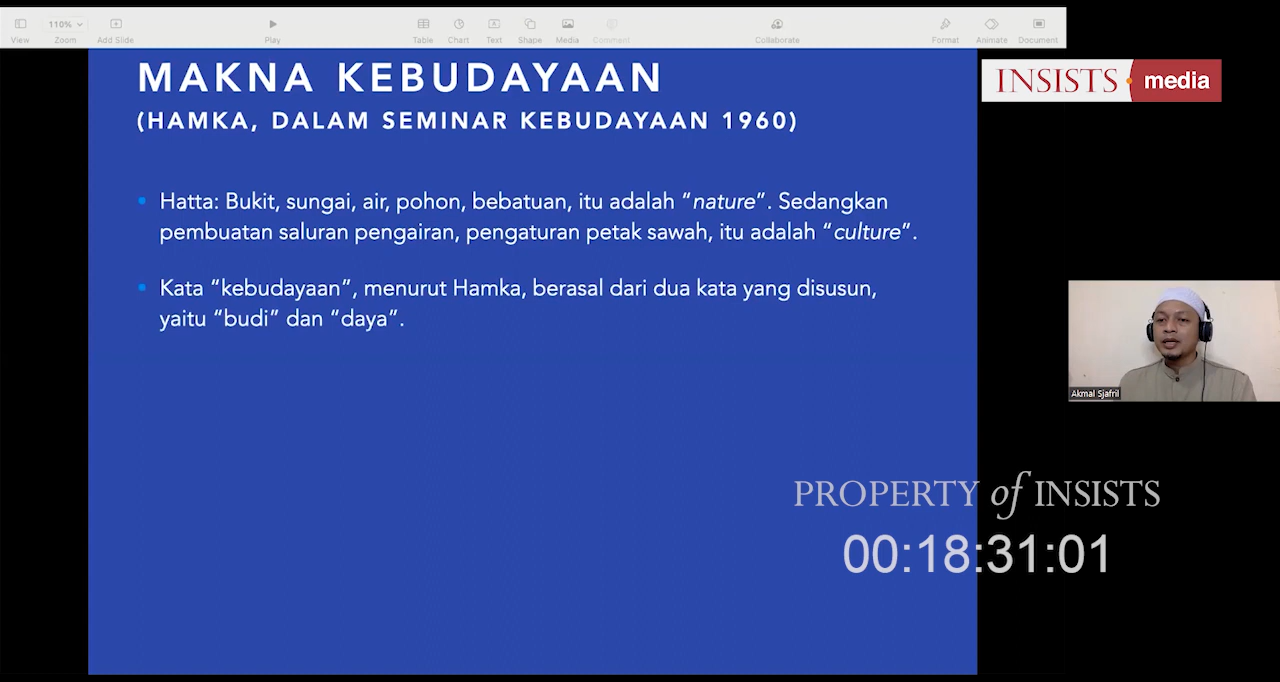 110%
View
Zoom
Add Slide
Play
Table
Chart
Text
Shape
Media
Comment
Collaborate
Format
Animate
Document
INSISTS media
MAKNA KEBUDAYAAN
(HAMKA, DALAM SEMINAR KEBUDAYAAN 1960)
• Hatta: Bukit, sungai, air, pohon, bebatuan, itu adalah “nature”. Sedangkan
pembuatan saluran pengairan, pengaturan petak sawah, itu adalah “culture”.
• Kata “kebudayaan”, menurut Hamka, berasal dari dua kata yang disusun,
yaitu “budi” dan “daya”.
Akmal Sjafril
PROPERTY of INSISTS
00:18:31:01